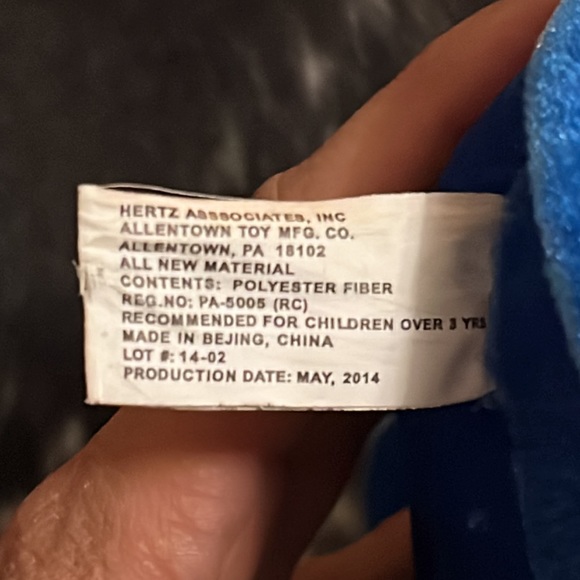 HERTZ ASSSOCIATES, INC
ALLENTOWN TOY MFG. CO.
ALLENTOWN, PA 18102
ALL NEW MATERIAL
CONTENTS: POLYESTER FIBER
REG.NO: PA-5005 (RC)
RECOMMENDED FOR CHILDREN OVER 3 YRS
MADE IN BEJING, CHINA
LOT #: 14-02
PRODUCTION DATE: MAY, 2014